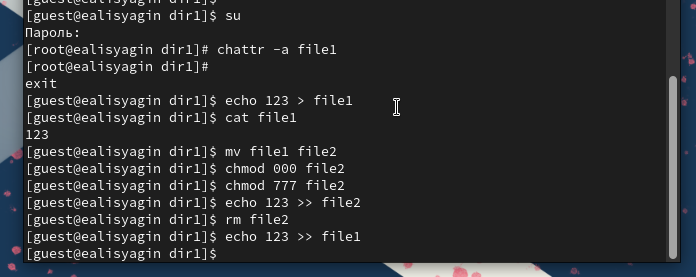 [guest@ealisyagin dir1]$
[guest@ealisyagin dir1]$ su
Пароль:
[root@ealisyagin dir1]# chattr -a file1
[root@ealisyagin dir1]#
exit
[guest@ealisyagin dir1]$ echo 123 > file1
[guest@ealisyagin dir1]$ cat file1
123
[guest@ealisyagin dir1]$ mv file1 file2
[guest@ealisyagin dir1]$ chmod 000 file2
[guest@ealisyagin dir1]$ chmod 777 file2
[guest@ealisyagin dir1]$ echo 123 >> file2
[guest@ealisyagin dir1]$ rm file2
[guest@ealisyagin dir1]$ echo 123 >> file1
[guest@ealisyagin dir1]$